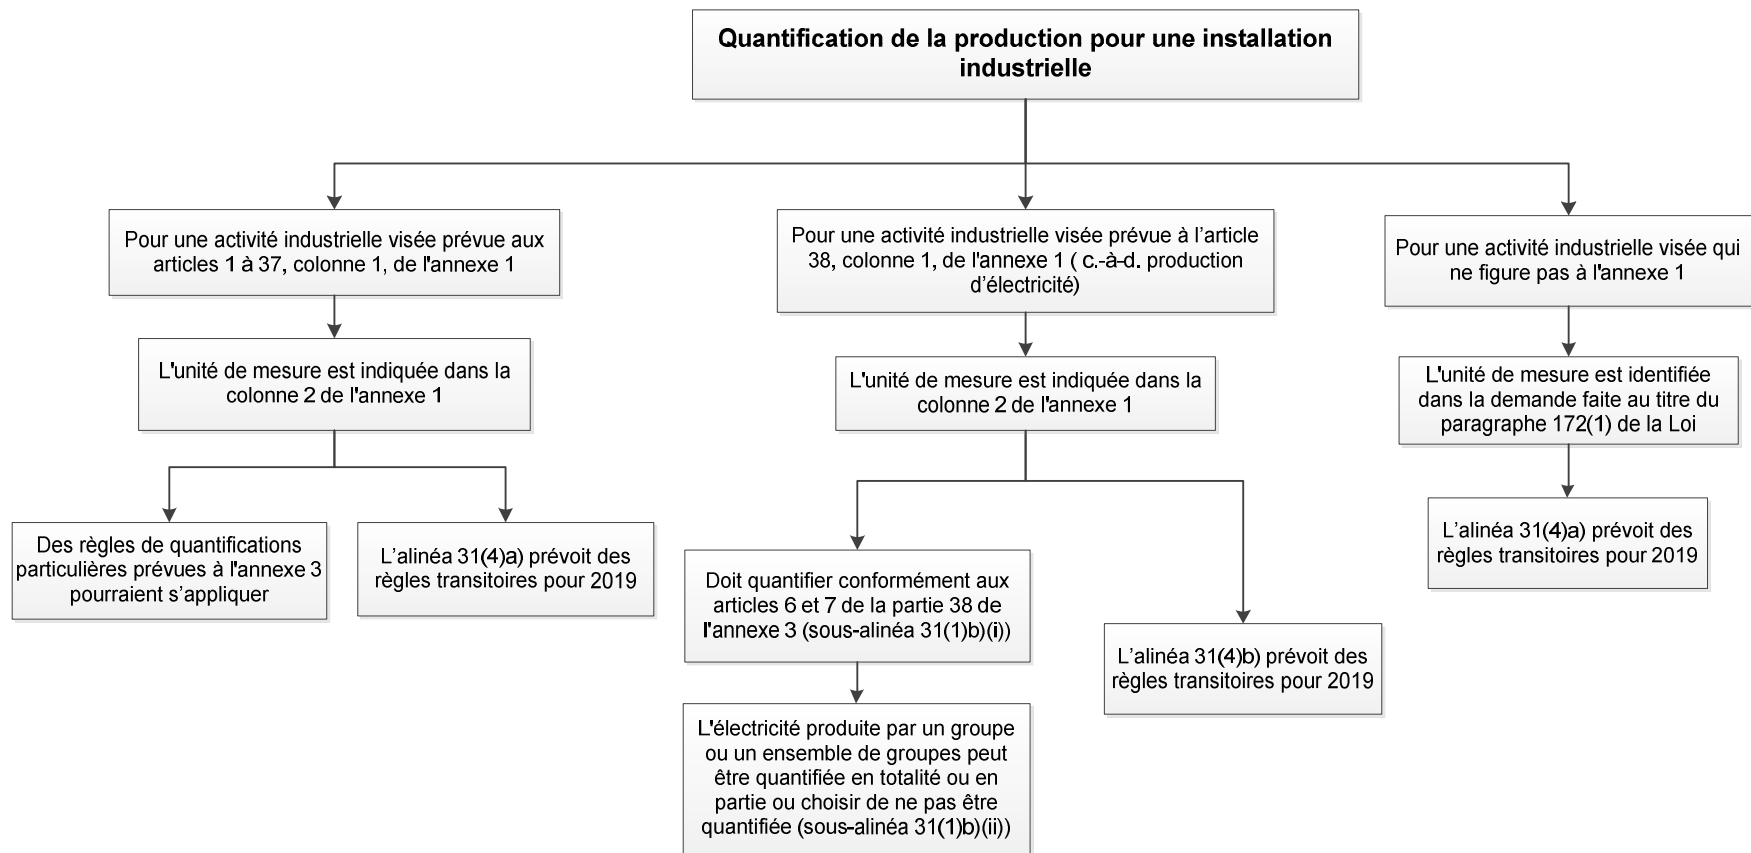 Quantification de la production pour une installation
industrielle
Pour une activité industrielle visée prévue aux
articles 1 à 37, colonne 1, de l'annexe 1
Pour une activité industrielle visée prévue à l'article
38, colonne 1, de l'annexe 1 ( c.-à-d. production
d'électricité)
Pour une activité industrielle visée qui
ne figure pas à l'annexe 1
L'unité de mesure est indiquée dans la
colonne 2 de l'annexe 1
L'unité de mesure est indiquée dans la
colonne 2 de l'annexe 1
L'unité de mesure est identifiée
dans la demande faite au titre du
paragraphe 172(1) de la Loi
Des règles de quantifications
particulières prévues à l'annexe 3
pourraient s'appliquer
L'alinéa 31(4)a) prévoit des
règles transitoires pour 2019
Doit quantifier conformément aux
articles 6 et 7 de la partie 38 de
l'annexe 3 (sous-alinéa 31(1)b)(i))
L'alinéa 31(4)b) prévoit des
règles transitoires pour 2019
L'alinéa 31(4)a) prévoit des
règles transitoires pour 2019
L'électricité produite par un groupe
ou un ensemble de groupes peut
être quantifiée en totalité ou en
partie ou choisir de ne pas être
quantifiée (sous-alinéa 31(1)b)(ii))